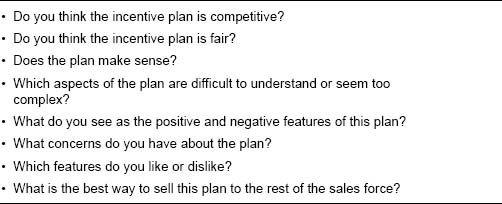 • Do you think the incentive plan is competitive?
• Do you think the incentive plan is fair?
• Does the plan make sense?
• Which aspects of the plan are difficult to understand or seem too
complex?
• What do you see as the positive and negative features of this plan?
• What concerns do you have about the plan?
• Which features do you like or dislike?
• What is the best way to sell this plan to the rest of the sales force?